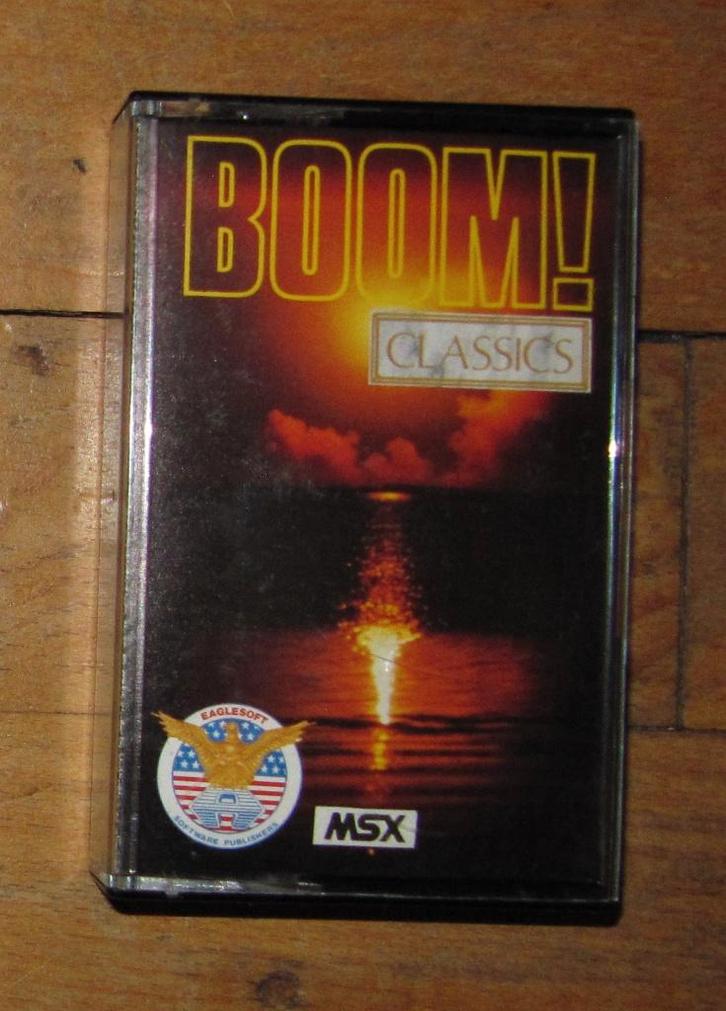 BOOM!
CLASSICS
EAGLESOFT
SOFTWARE PUBLISHERS
MSX